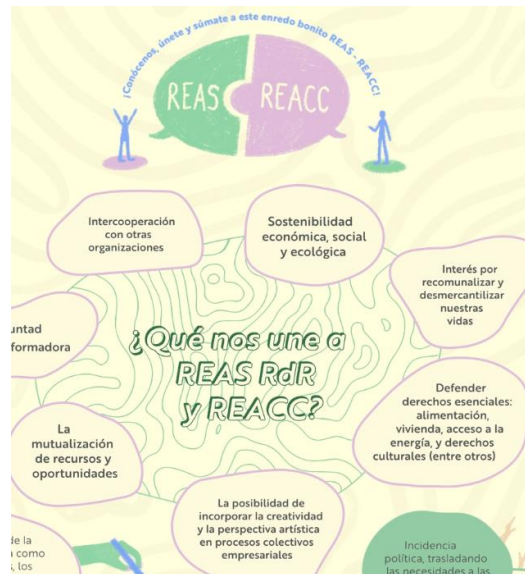 ¡Conócenos, únete y súmate a este enredo bonito REAS - REACC!
REAS
REACC
Intercooperación
con otras
organizaciones
Sostenibilidad
económica, social
y ecológica
Interés por
recomunalizar y
desmercantilizar
nuestras
vidas
untad
formadora
¿Qué nos une a
REAS RdR
y REACC?
Defender
derechos esenciales:
alimentación,
vivienda, acceso a la
energía, y derechos
culturales (entre otros)
La
mutualización
de recursos y
oportunidades
La posibilidad de
incorporar la creatividad
y la perspectiva artística
en procesos colectivos
empresariales
de la
a como
s, los
Incidencia
política, trasladando
las necesidades a las